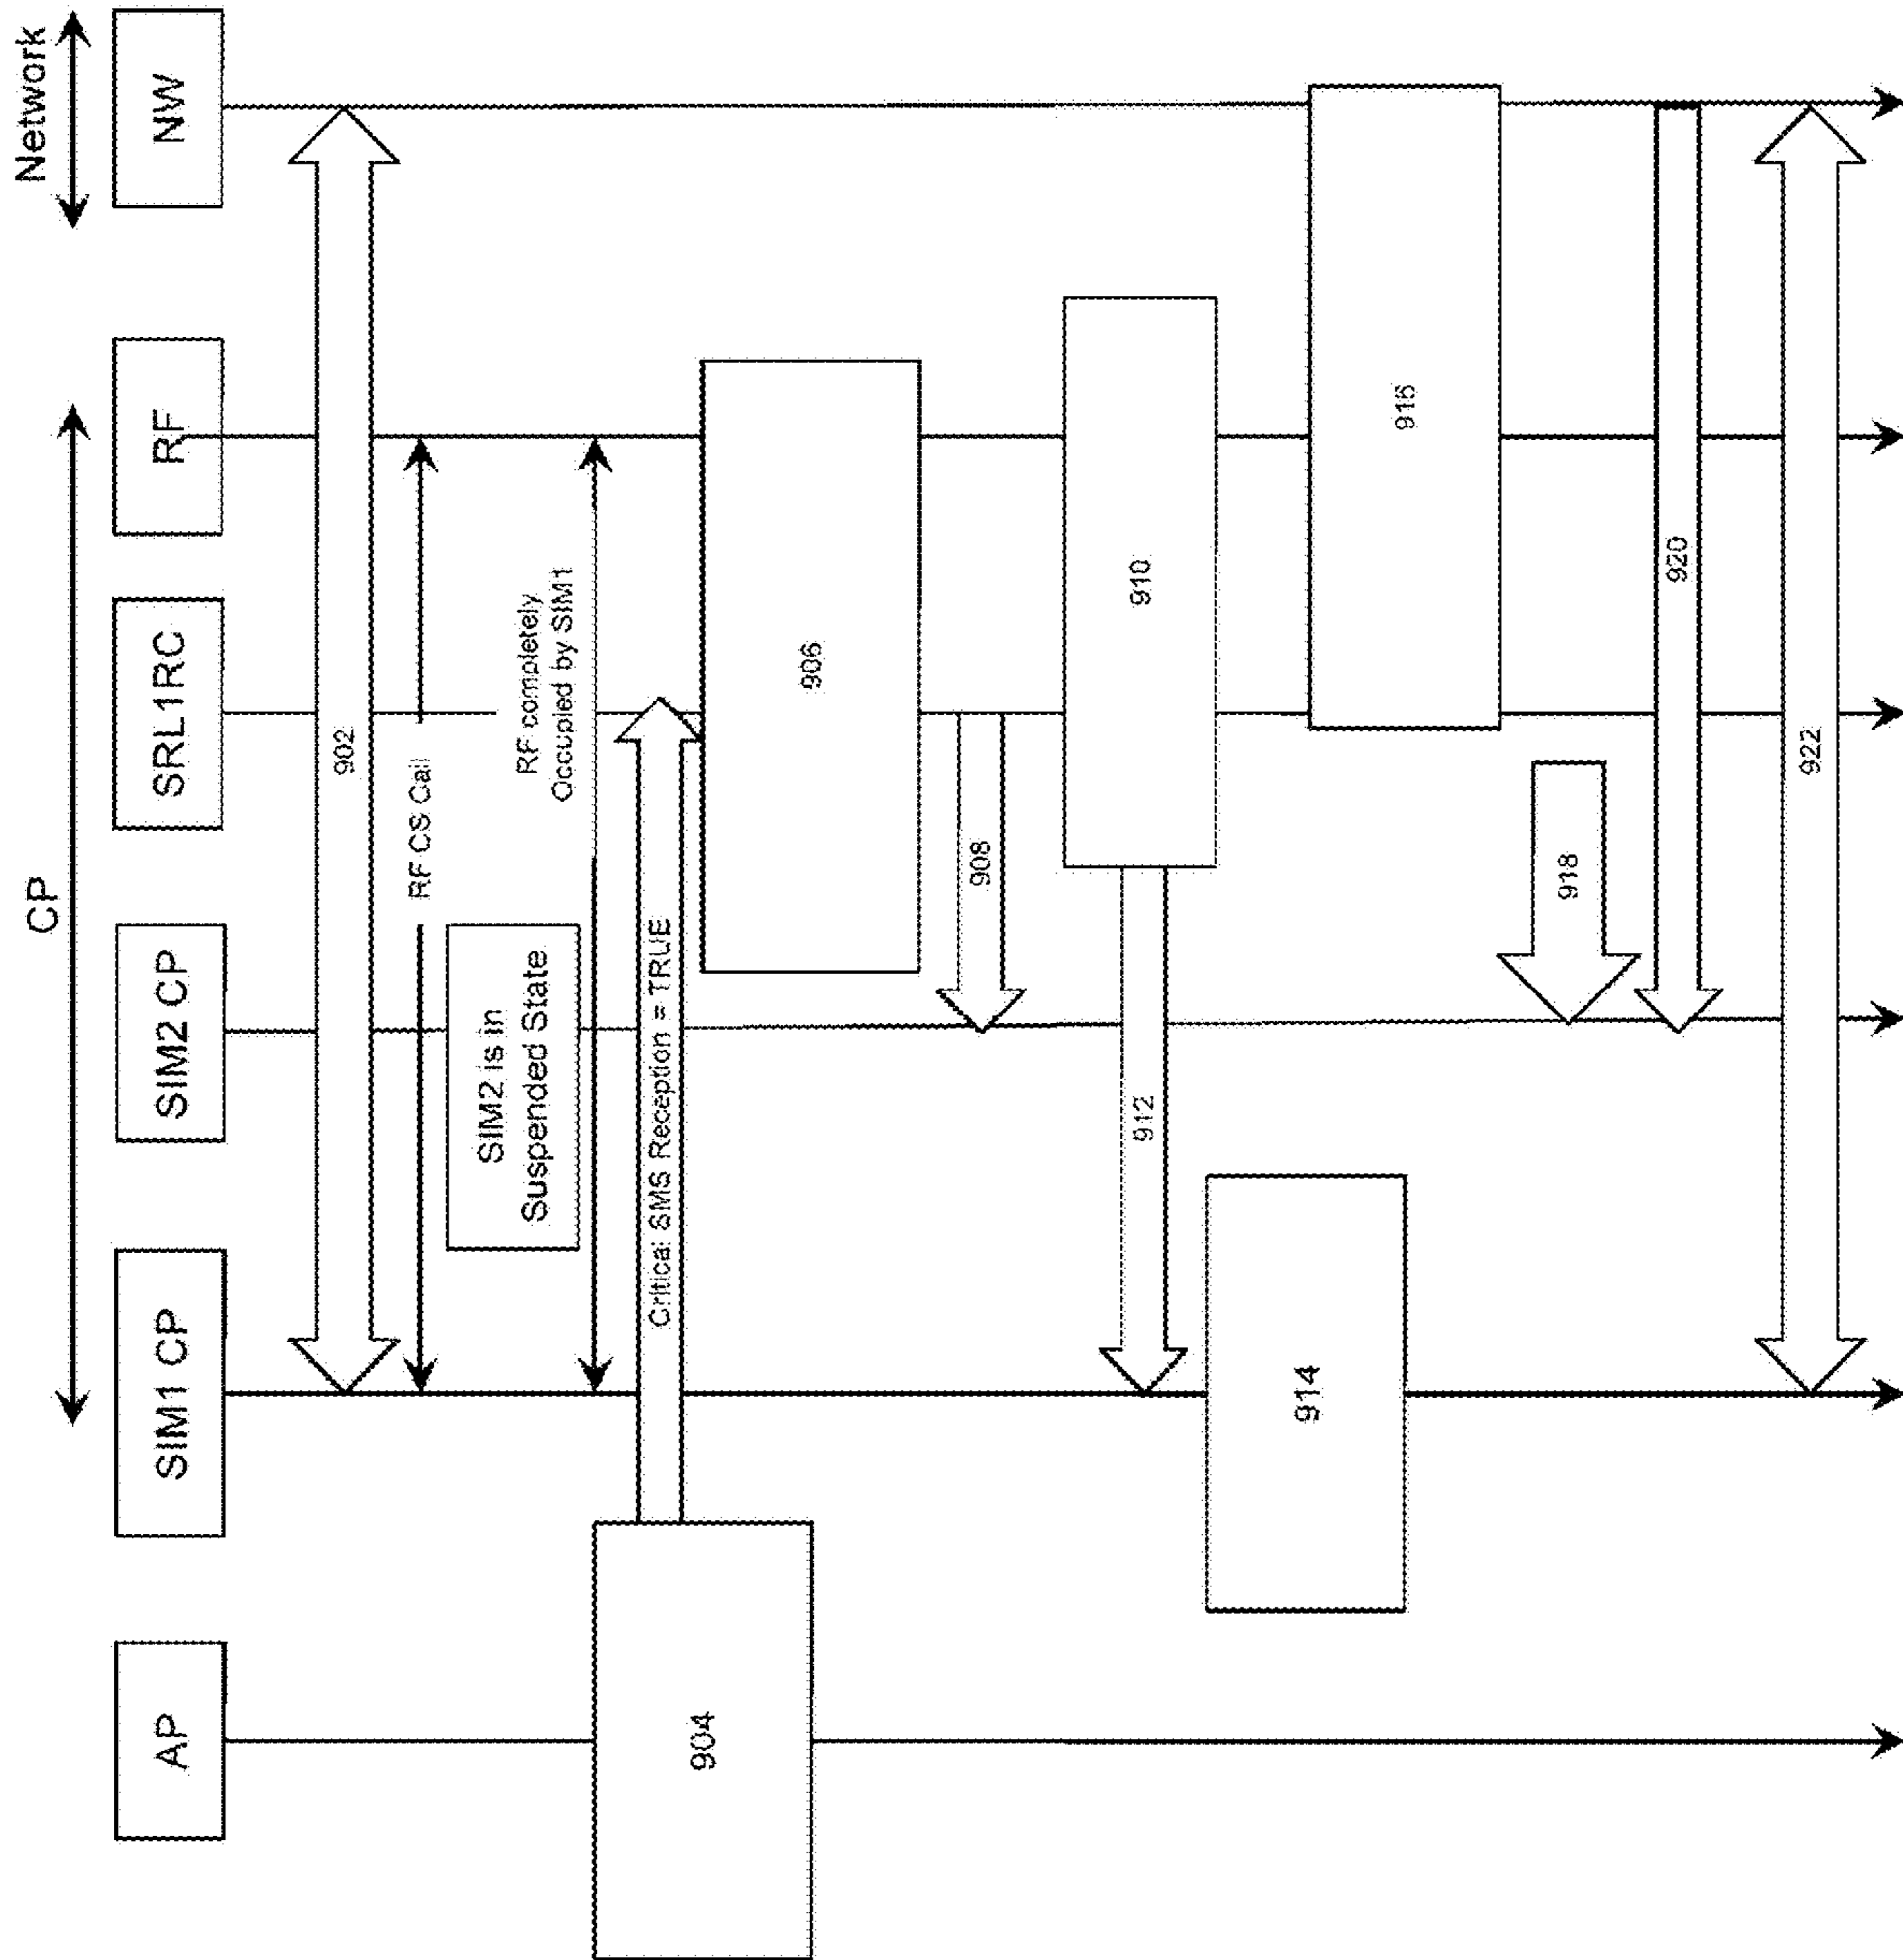 CP
Network
AP
SIM1 CP
SIM2 CP
SRL1RC
RF
NW
902
RF CS Call
SIM2 is in
Suspended State
RF completely
Occupied by SIM1
904
Critical SMS Reception = TRUE
906
908
910
912
914
916
918
920
922